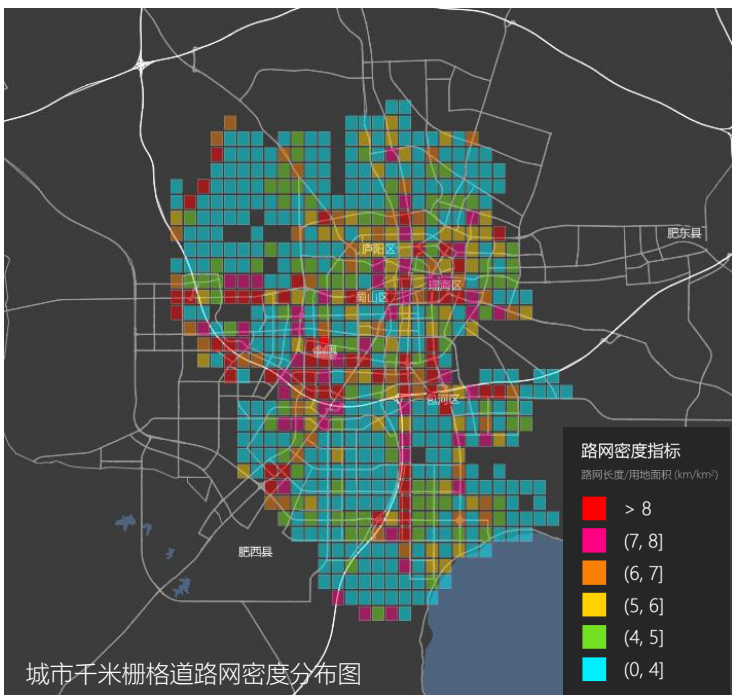 肥东县
庐阳区
瑶海区
蜀山区
包河区
路网密度指标
路网长度/用地面积 (km/km²)
> 8
(7, 8]
(6, 7]
(5, 6]
(4, 5]
(0, 4]
肥西县
城市千米栅格道路网密度分布图